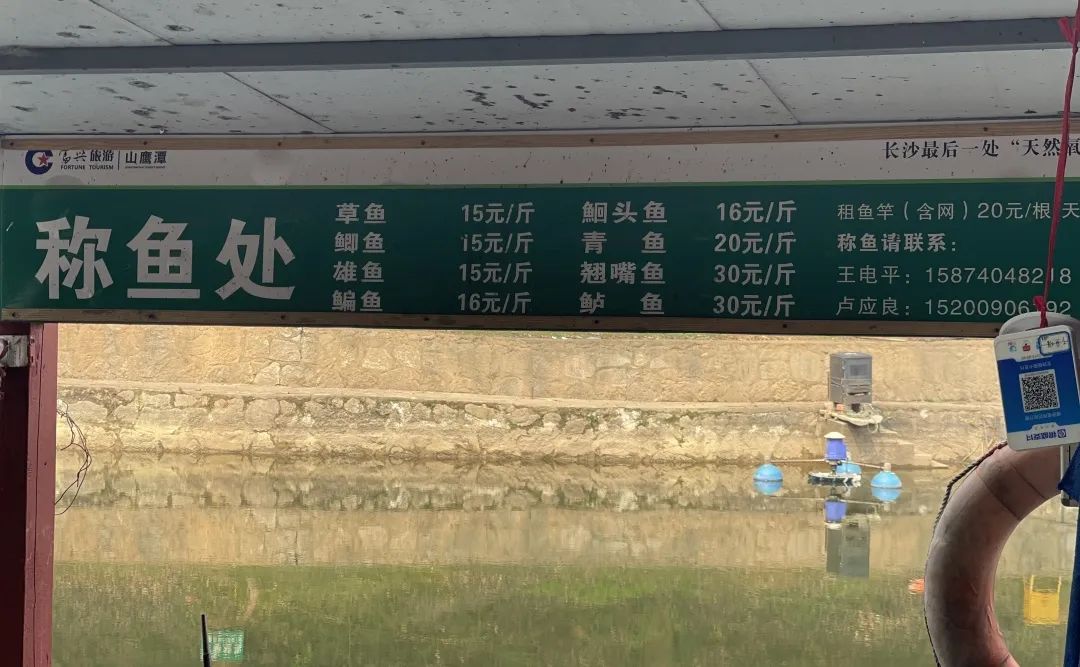 富兴旅游 山鹰潭
FORTUNE TOURISM
长沙最后一处“天然氧
称鱼处
草鱼 15元/斤 鮰头鱼 16元/斤 租鱼竿（含网）20元/根 天
鲫鱼 15元/斤 青鱼 20元/斤 称鱼请联系：
雄鱼 15元/斤 翘嘴鱼 30元/斤 王电平：15874048218
鳊鱼 16元/斤 鲈鱼 30元/斤 卢应良：